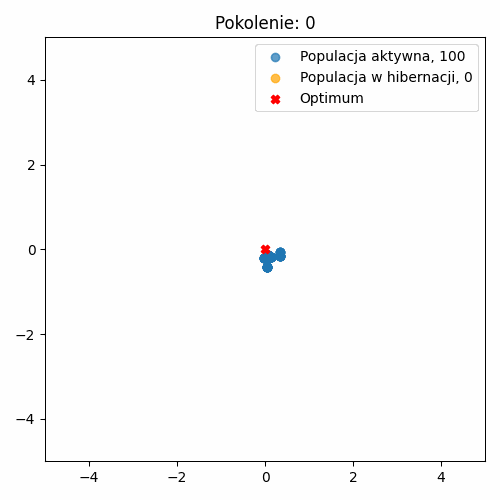 Pokolenie: 0
Populacja aktywna, 100
Populacja w hibernacji, 0
Optimum
4
2
0
−2
−4
−4 −2 0 2 4